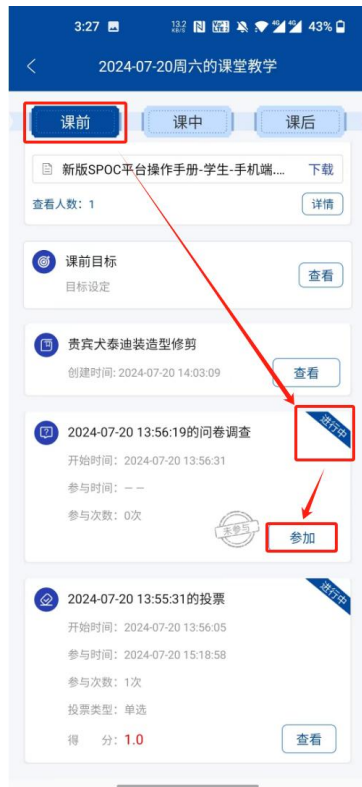 3:27 13.2 KB/S 4G 4G 43%
2024-07-20周六的课堂教学
课前 课中 课后
新版SPOC平台操作手册-学生-手机端.... 下载
查看人数：1 详情
课前目标
目标设定
查看
贵宾犬泰迪装造型修剪
创建时间: 2024-07-20 14:03:09 查看
进行中
2024-07-20 13:56:19的问卷调查
开始时间：2024-07-20 13:56:31
参与时间：— —
参与次数：0次
未参与
参加
进行中
2024-07-20 13:55:31的投票
开始时间：2024-07-20 13:56:05
参与时间：2024-07-20 15:18:58
参与次数：1次
投票类型：单选
得 分：1.0 查看